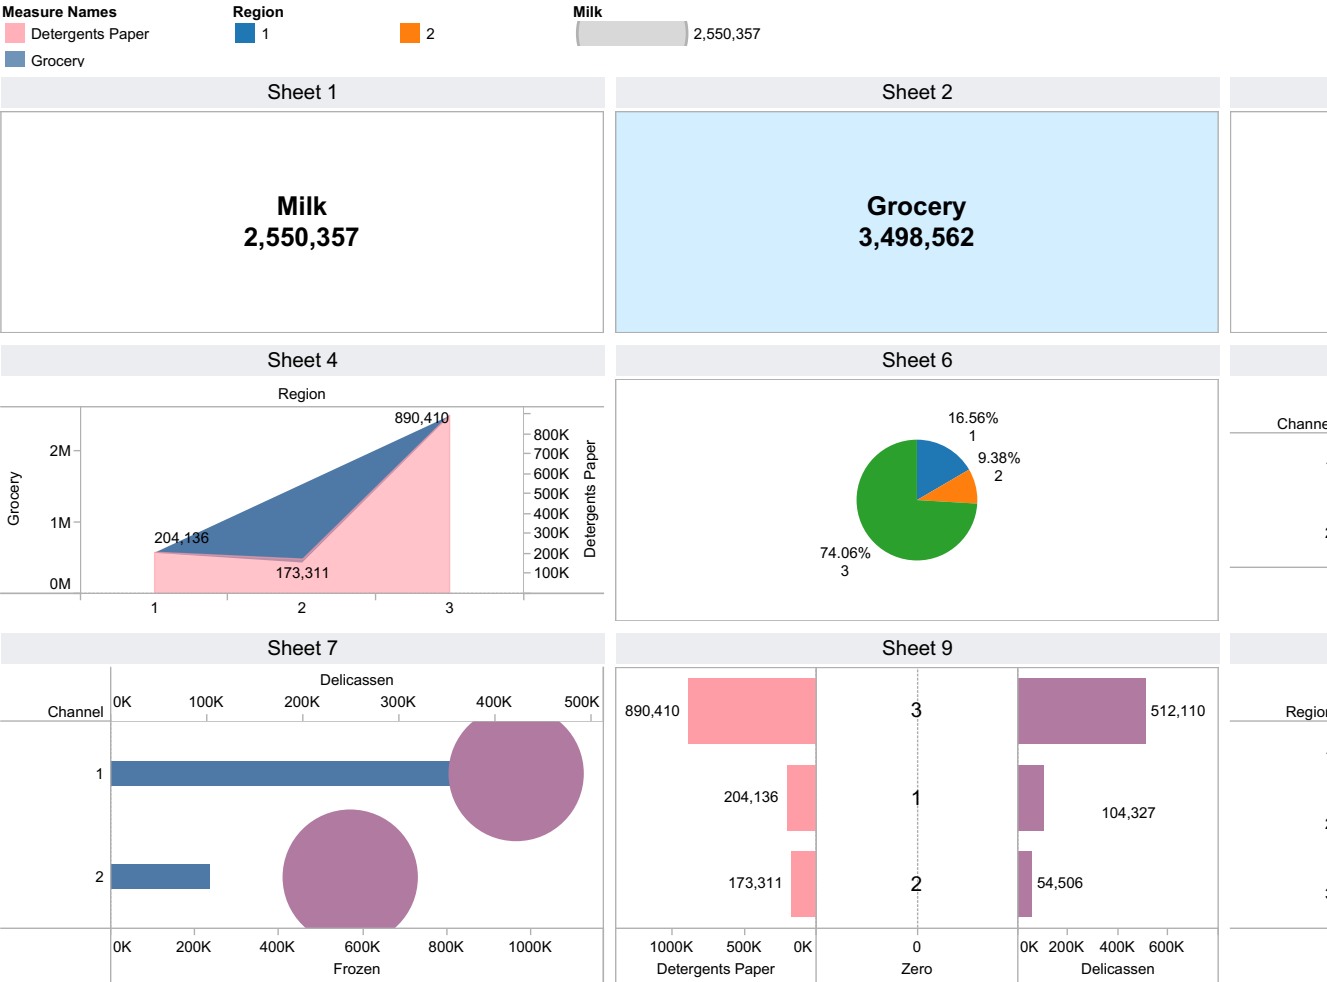 Measure Names
Region
Milk
Detergents Paper
1
2
2,550,357
Grocery
Sheet 1
Sheet 2
Milk
2,550,357
Grocery
3,498,562
Sheet 4
Sheet 6
Region
890,410
2M
1M
0M
Grocery
204,136
173,311
800K
700K
600K
500K
400K
300K
200K
100K
Detergents Paper
1
2
3
16.56%
1
9.38%
2
74.06%
3
Channe
Sheet 7
Sheet 9
Delicassen
Channel
0K
100K
200K
300K
400K
500K
1
2
0K
200K
400K
600K
800K
1000K
Frozen
890,410
3
512,110
204,136
1
104,327
173,311
2
54,506
1000K
500K
0K
0
0K
200K
400K
600K
Detergents Paper
Zero
Delicassen
Region